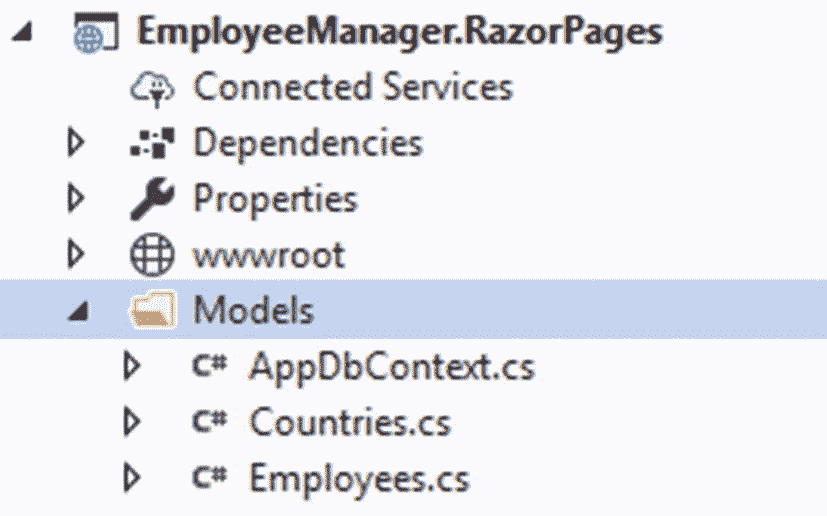 EmployeeManager.RazorPages
Connected Services
Dependencies
Properties
wwwroot
Models
C# AppDbContext.cs
C# Countries.cs
C# Employees.cs